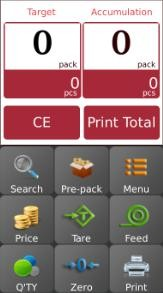 Target Accumulation
0 0
pack pack
0 0
pcs pcs
CE Print Total
Search Pre-pack Menu
Price Tare Feed
Q'TY Zero Print